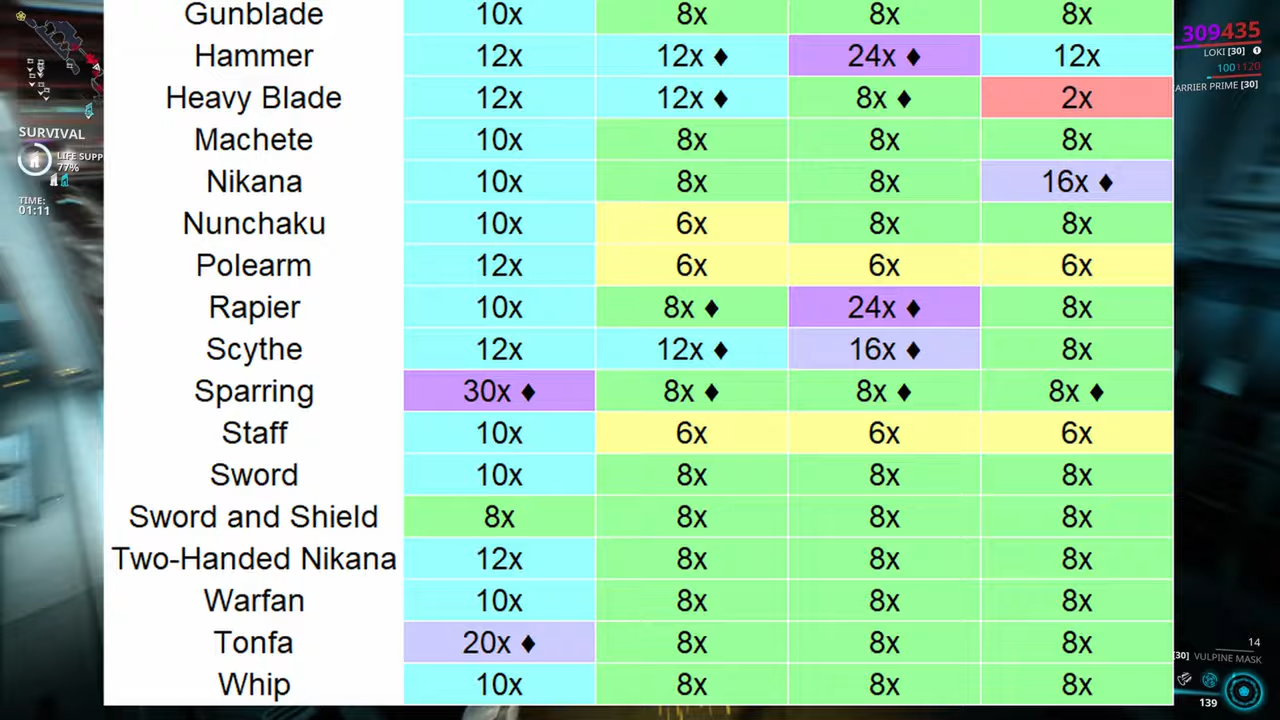 Gunblade 10x 8x 8x 8x
Hammer 12x 12x ♦ 24x ♦ 12x
Heavy Blade 12x 12x ♦ 8x ♦ 2x
Machete 10x 8x 8x 8x
Nikana 10x 8x 8x 16x ♦
Nunchaku 10x 6x 8x 8x
Polearm 12x 6x 6x 6x
Rapier 10x 8x ♦ 24x ♦ 8x
Scythe 12x 12x ♦ 16x ♦ 8x
Sparring 30x ♦ 8x ♦ 8x ♦ 8x ♦
Staff 10x 6x 6x 6x
Sword 10x 8x 8x 8x
Sword and Shield 8x 8x 8x 8x
Two-Handed Nikana 12x 8x 8x 8x
Warfan 10x 8x 8x 8x
Tonfa 20x ♦ 8x 8x 8x
Whip 10x 8x 8x 8x
SURVIVAL
LIFE SUPP
77%
TIME:
01:11
309435
LOKI [30]
100 120
ARRIER PRIME [30]
14
[30] VULPINE MASK
139